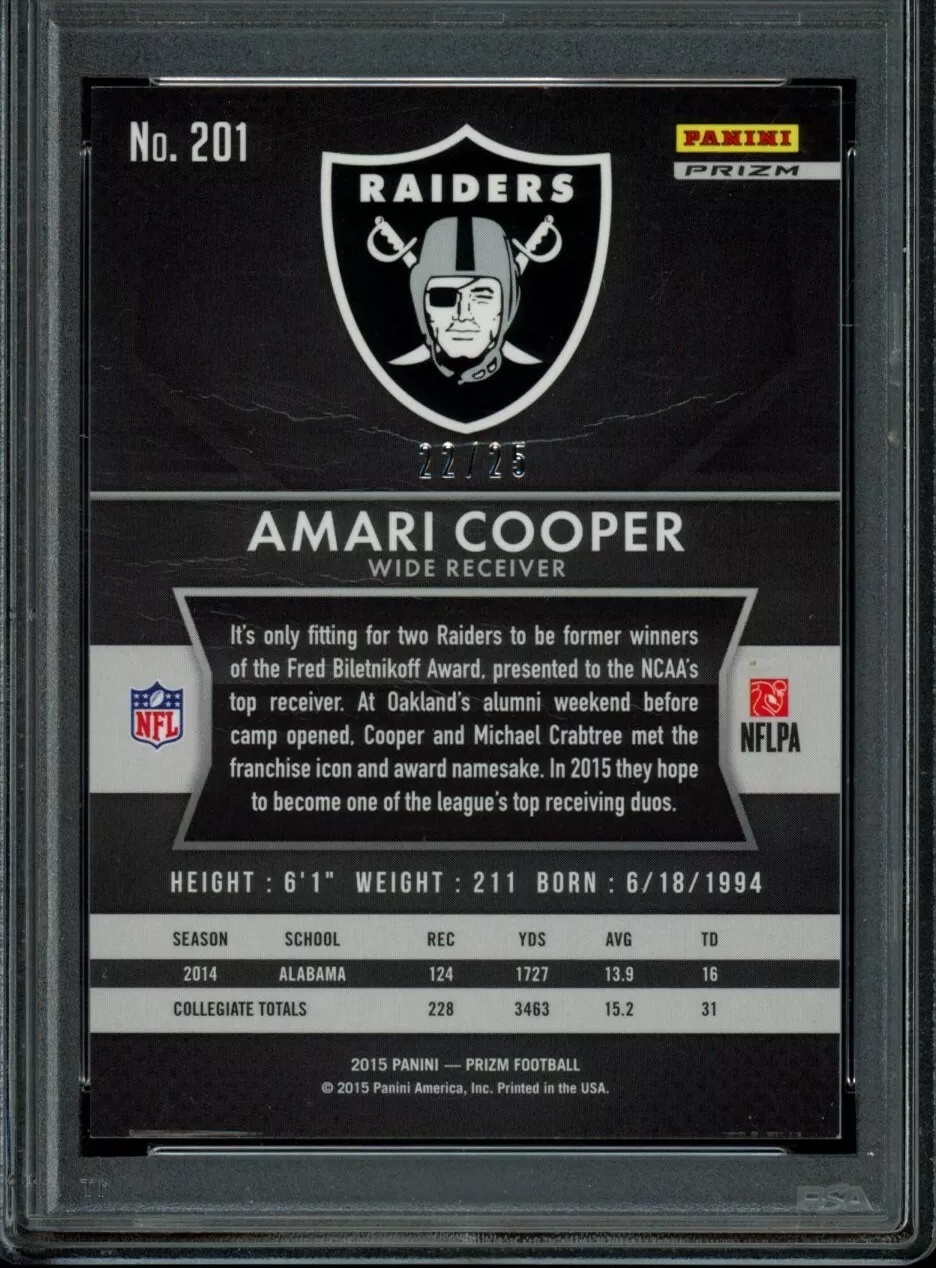 No. 201
PANINI
PRIZM
RAIDERS
22/25
AMARI COOPER
WIDE RECEIVER
It's only fitting for two Raiders to be former winners
of the Fred Biletnikoff Award, presented to the NCAA's
top receiver. At Oakland's alumni weekend before
camp opened, Cooper and Michael Crabtree met the
franchise icon and award namesake. In 2015 they hope
to become one of the league's top receiving duos.
NFL
NFLPA
HEIGHT : 6'1" WEIGHT : 211 BORN : 6/18/1994
SEASON SCHOOL REC YDS AVG TD
2014 ALABAMA 124 1727 13.9 16
COLLEGIATE TOTALS 228 3463 15.2 31
2015 PANINI — PRIZM FOOTBALL
© 2015 Panini America, Inc. Printed in the USA.
PSA